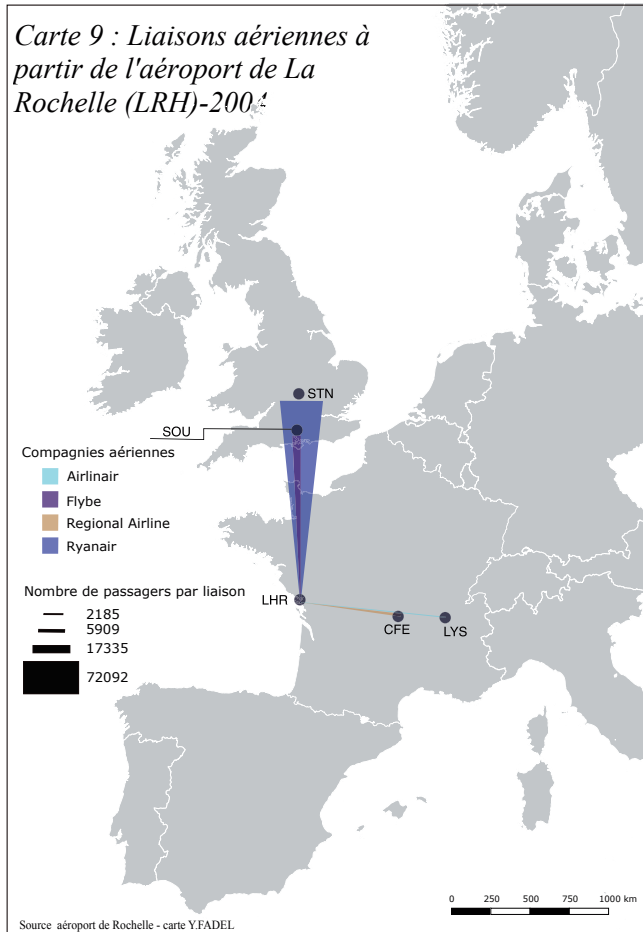 Carte 9 : Liaisons aériennes à
partir de l'aéroport de La
Rochelle (LRH)-2004
STN
SOU
Compagnies aériennes
Airlinair
Flybe
Regional Airline
Ryanair
Nombre de passagers par liaison
2185
5909
17335
72092
LHR
CFE
LYS
0 250 500 750 1000 km
Source aéroport de Rochelle - carte Y.FADEL